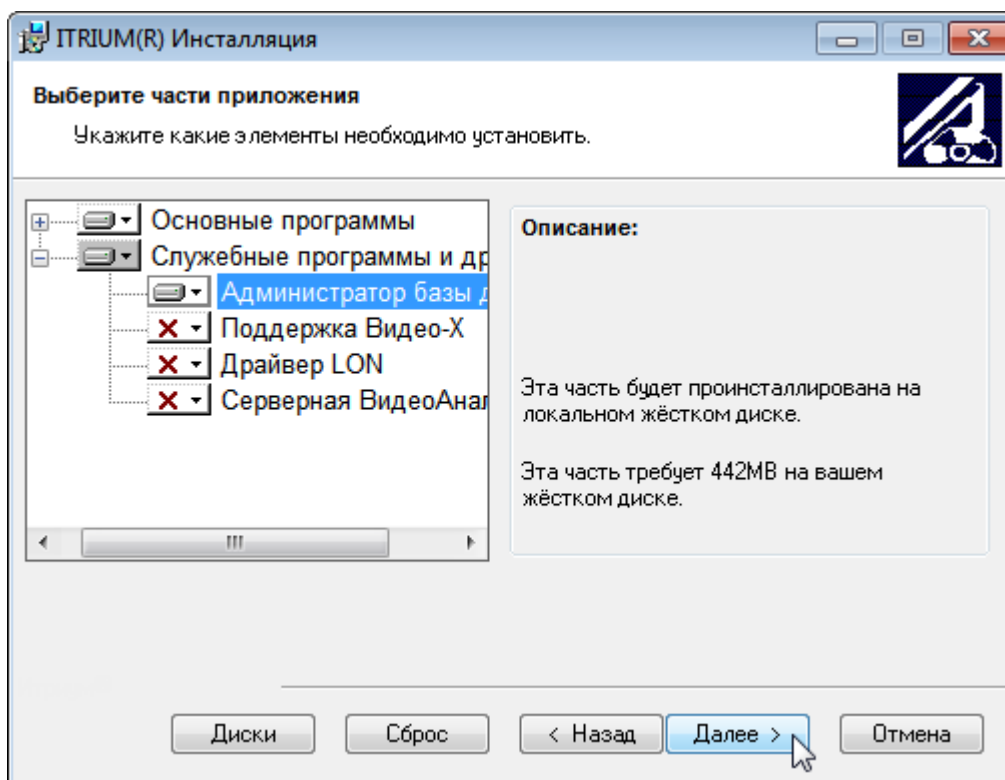 ITRIUM(R) Инсталляция
Выберите части приложения
Укажите какие элементы необходимо установить.
Основные программы
Служебные программы и др
Администратор базы д
Поддержка Видео-X
Драйвер LON
Серверная ВидеоАнал
Описание:
Эта часть будет проинсталлирована на
локальном жёстком диске.
Эта часть требует 442MB на вашем
жёстком диске.
Диски
Сброс
< Назад
Далее >
Отмена